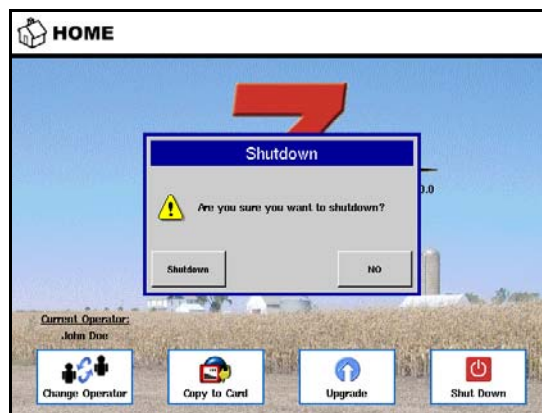 HOME
Shutdown
Are you sure you want to shutdown?
Shutdown
NO
Current Operator:
John Doe
Change Operator
Copy to Card
Upgrade
Shut Down